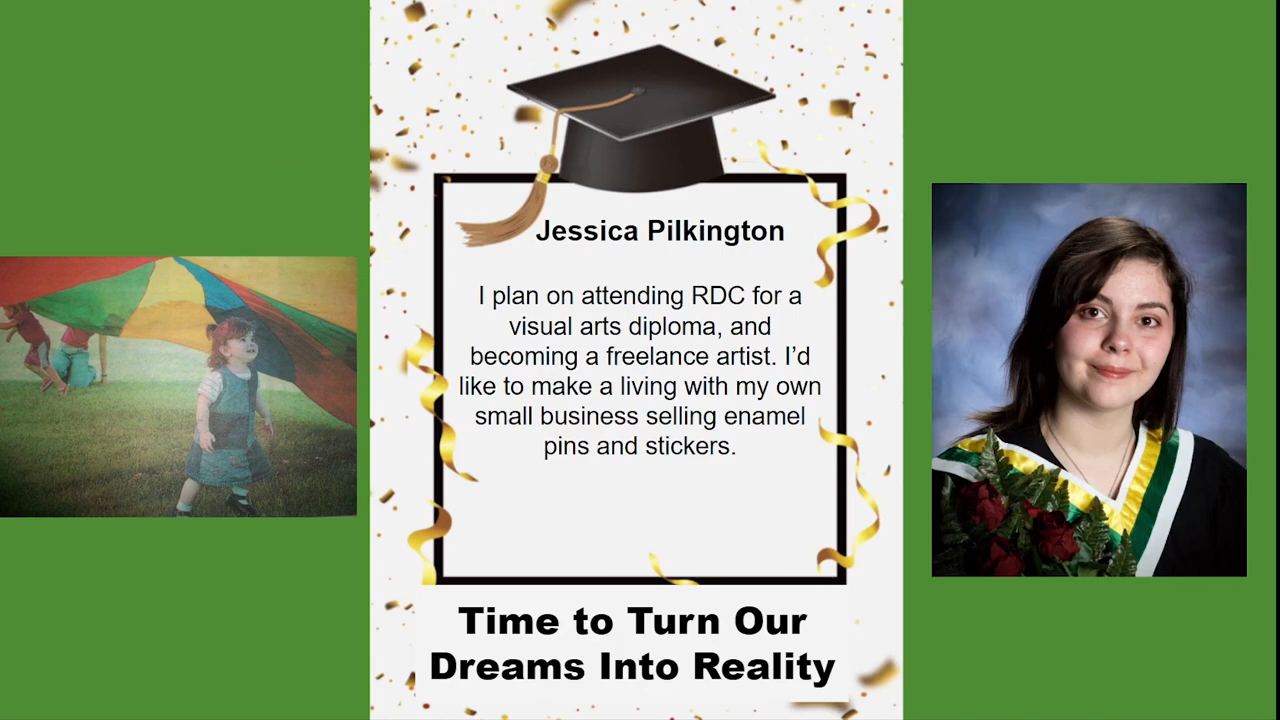 Jessica Pilkington
I plan on attending RDC for a
visual arts diploma, and
becoming a freelance artist. I’d
like to make a living with my own
small business selling enamel
pins and stickers.
Time to Turn Our
Dreams Into Reality